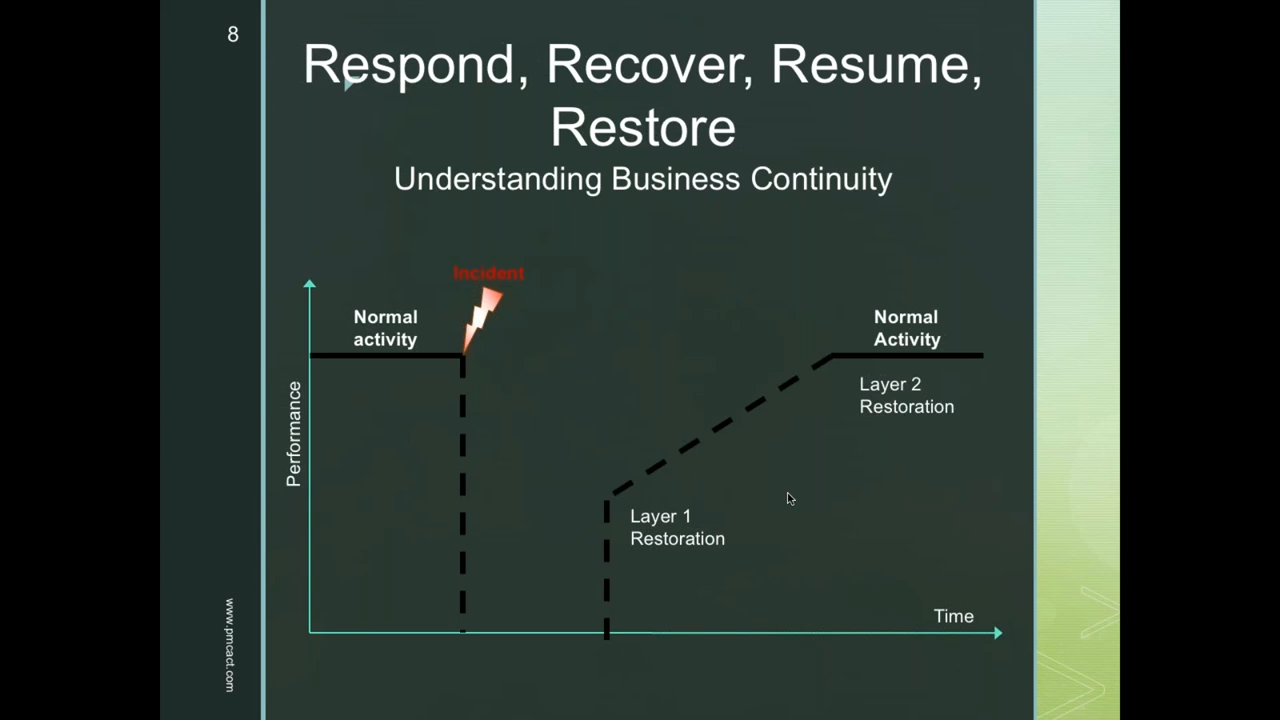 8
Respond, Recover, Resume,
Restore
Understanding Business Continuity
Incident
Normal
activity
Normal
Activity
Layer 2
Restoration
Performance
Layer 1
Restoration
Time
www.pmcact.com